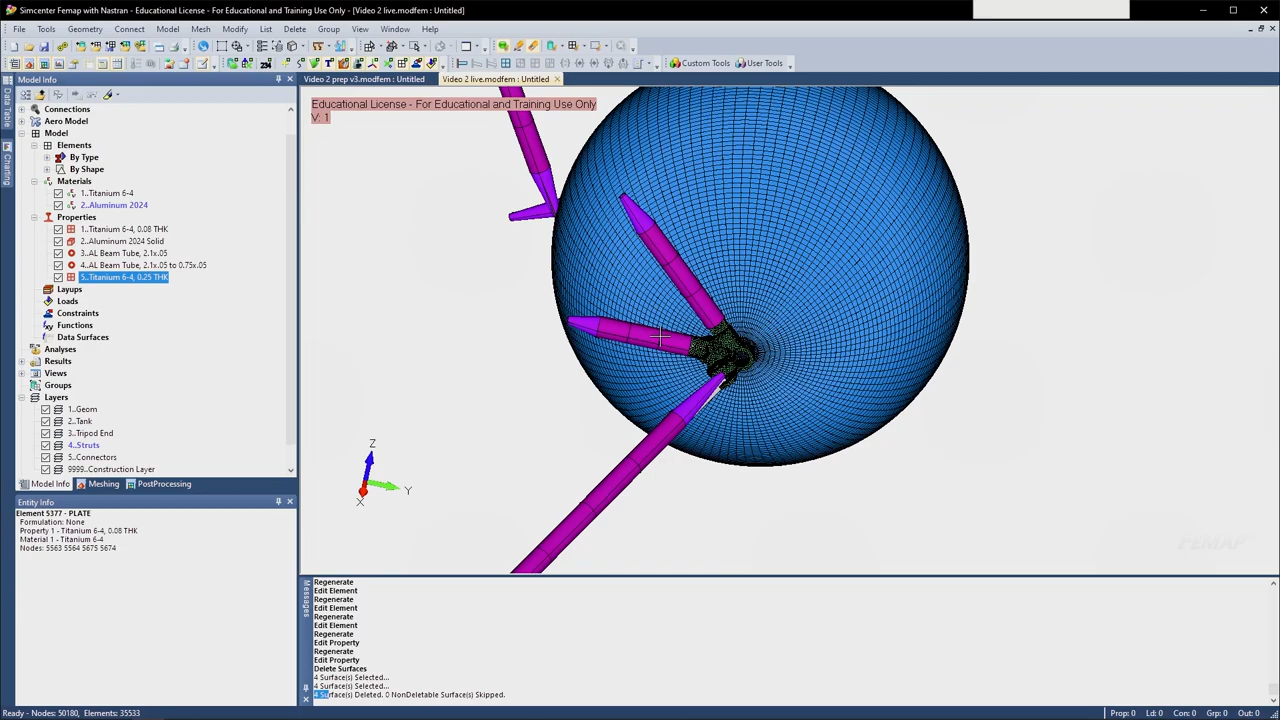 Simcenter Femap with Nastran - Educational License - For Educational and Training Use Only - [Video 2 live.modfem : Untitled]
File Tools Geometry Connect Model Mesh Modify List Delete Group View Window Help
Custom Tools User Tools
Model Info
Video 2 prep v3.modfem : Untitled Video 2 live.modfem : Untitled
Data Table
Charting
Connections
Aero Model
Model
Elements
By Type
By Shape
Materials
1..Titanium 6-4
2..Aluminum 2024
Properties
1..Titanium 6-4, 0.08 THK
2..Aluminum 2024 Solid
3..AL Beam Tube, 2.1x.05
4..AL Beam Tube, 2.1x.05 to 0.75x.05
5..Titanium 6-4, 0.25 THK
Layups
Loads
Constraints
Functions
Data Surfaces
Analyses
Results
Views
Groups
Layers
1..Geom
2..Tank
3..Tripod End
4..Struts
5..Connectors
9999..Construction Layer
Model Info Meshing PostProcessing
Entity Info
Element 5377 - PLATE
Formulation: None
Property 1 - Titanium 6-4, 0.08 THK
Material 1 - Titanium 6-4
Nodes: 5563 5564 5675 5674
Educational License - For Educational and Training Use Only
V: 1
Z
Y
X
FEMAP
Messages
Regenerate
Edit Element
Regenerate
Edit Element
Regenerate
Edit Element
Regenerate
Edit Property
Regenerate
Edit Property
Delete Surfaces
4 Surface(s) Selected...
4 Surface(s) Selected...
4 Surface(s) Deleted. 0 NonDeletable Surface(s) Skipped.
Ready - Nodes: 50180, Elements: 35533
Prop: 0 Ld: 0 Con: 0 Grp: 0 Out: 0